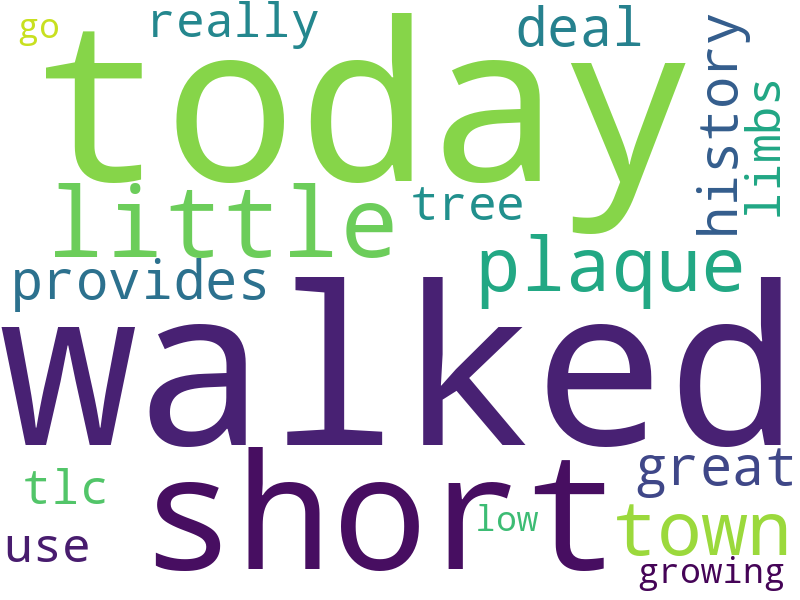 go really deal
today
history
limbs
little tree
plaque
provides
walked
short
great
tlc
low town
use
growing